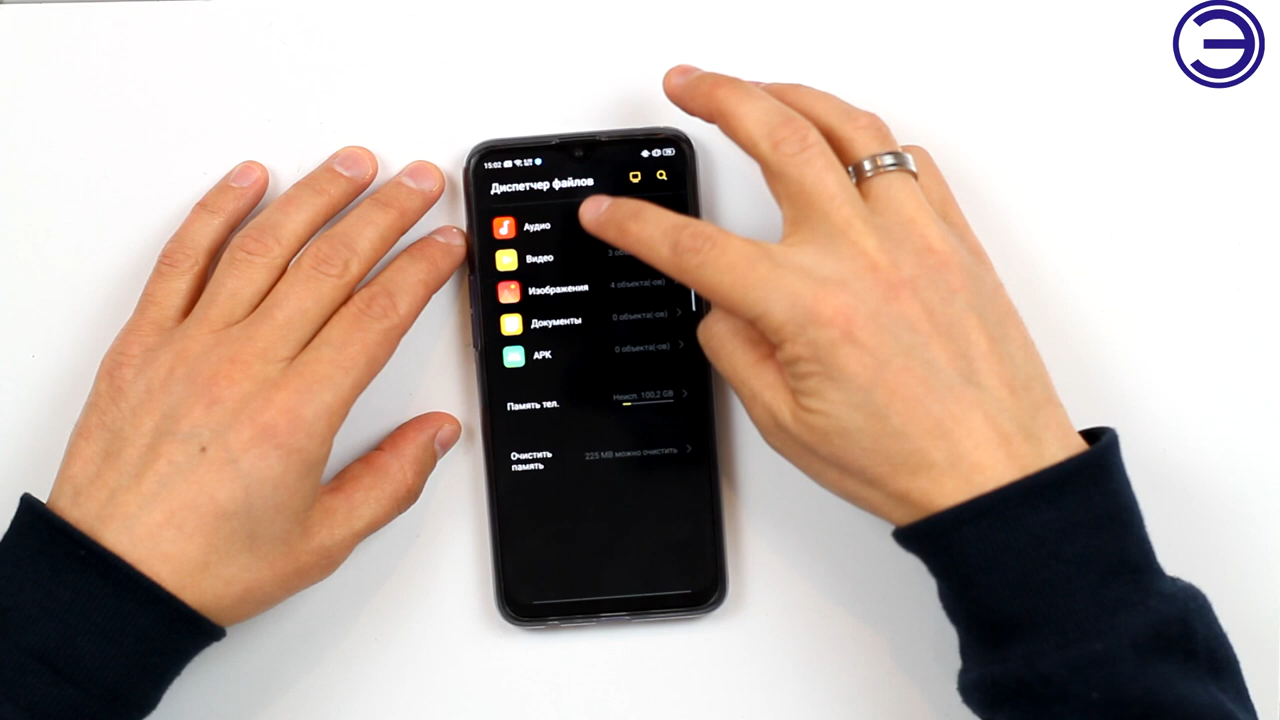 Э
15:02
Диспетчер файлов
Аудио
Видео
3
Изображения 4 объекта(-ов)
Документы 0 объекта(-ов)
APK 0 объекта(-ов)
Память тел. Неисп. 100,2 GB
Очистить память 225 MB можно очистить